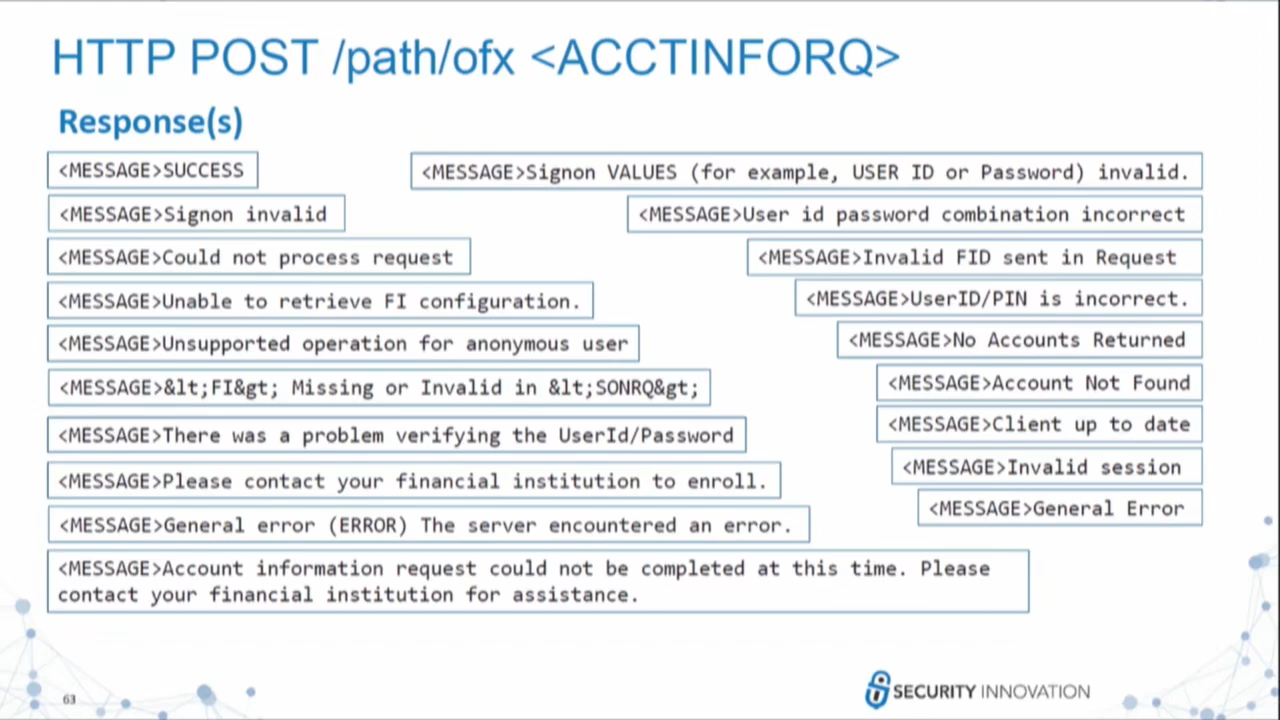 HTTP POST /path/ofx <ACCTINFORQ>
Response(s)
<MESSAGE>SUCCESS
<MESSAGE>Signon invalid
<MESSAGE>Could not process request
<MESSAGE>Unable to retrieve FI configuration.
<MESSAGE>Unsupported operation for anonymous user
<MESSAGE>&lt;FI&gt; Missing or Invalid in &lt;SONRQ&gt;
<MESSAGE>There was a problem verifying the UserId/Password
<MESSAGE>Please contact your financial institution to enroll.
<MESSAGE>General error (ERROR) The server encountered an error.
<MESSAGE>Account information request could not be completed at this time. Please
contact your financial institution for assistance.
<MESSAGE>Signon VALUES (for example, USER ID or Password) invalid.
<MESSAGE>User id password combination incorrect
<MESSAGE>Invalid FID sent in Request
<MESSAGE>UserID/PIN is incorrect.
<MESSAGE>No Accounts Returned
<MESSAGE>Account Not Found
<MESSAGE>Client up to date
<MESSAGE>Invalid session
<MESSAGE>General Error
63
SECURITY INNOVATION